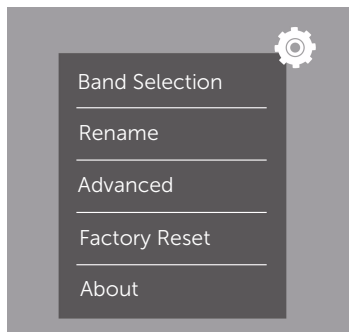 Band Selection
Rename
Advanced
Factory Reset
About